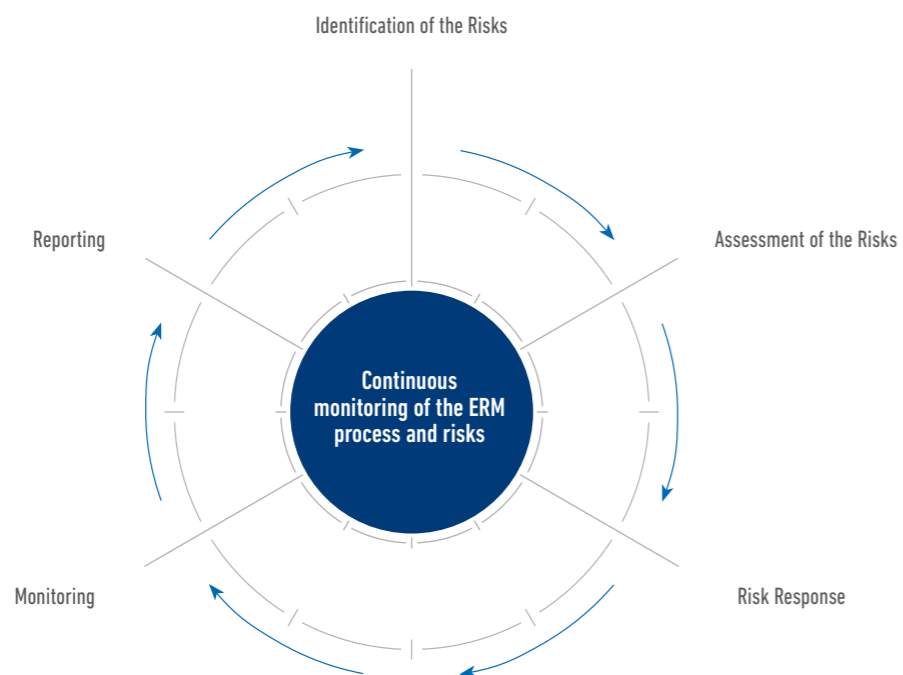 Identification of the Risks
Reporting
Assessment of the Risks
Continuous
monitoring of the ERM
process and risks
Monitoring
Risk Response